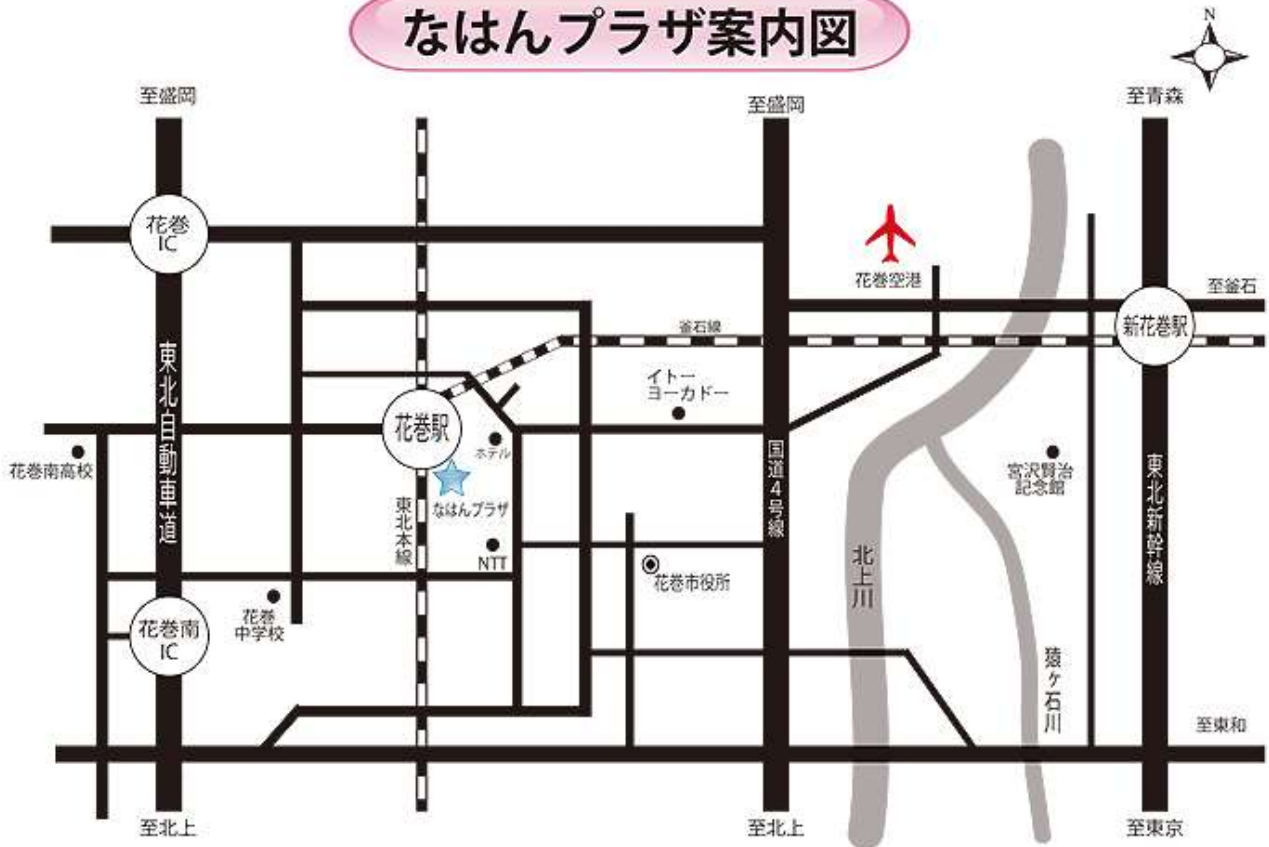 なはんプラザ案内図
N
至盛岡
至盛岡
至青森
花巻
IC
花巻空港
至釜石
新花巻駅
釜石線
東北自動車道
イトー
ヨーカドー
花巻駅
ホテル
花巻南高校
国道4号線
宮沢賢治
記念館
東北新幹線
なはんプラザ
東北本線
NTT
花巻市役所
北上川
花巻
中学校
花巻南
IC
猿ヶ石川
至東和
至北上
至北上
至東京